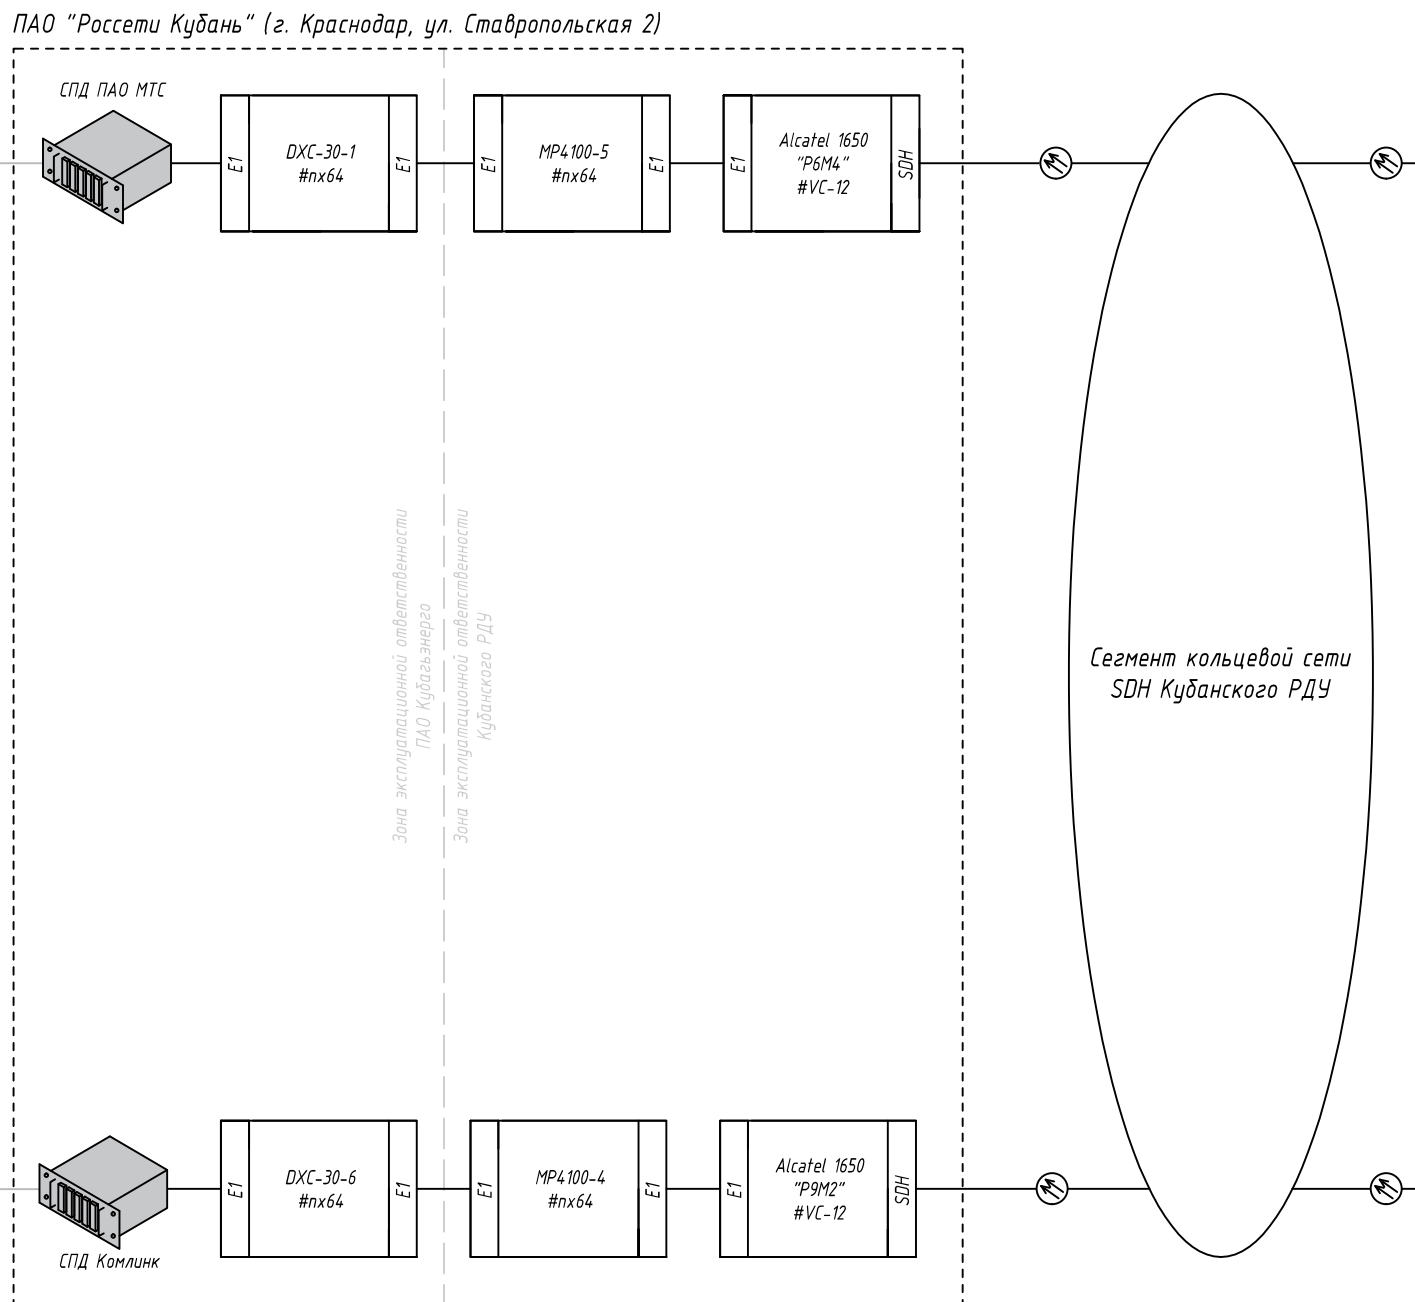 ПАО "Россети Кубань" (г. Краснодар, ул. Ставропольская 2)
СПД ПАО МТС
E1
DXC-30-1
#nx64
E1
E1
MP4100-5
#nx64
E1
E1
Alcatel 1650
"P6M4"
#VC-12
SDH
Зона эксплуатационной ответственности
ПАО Кубагьэнерго
Зона эксплуатационной ответственности
Кубанского РДУ
Сегмент кольцевой сети
SDH Кубанского РДУ
E1
DXC-30-6
#nx64
E1
E1
MP4100-4
#nx64
E1
E1
Alcatel 1650
"P9M2"
#VC-12
SDH
СПД Комлинк